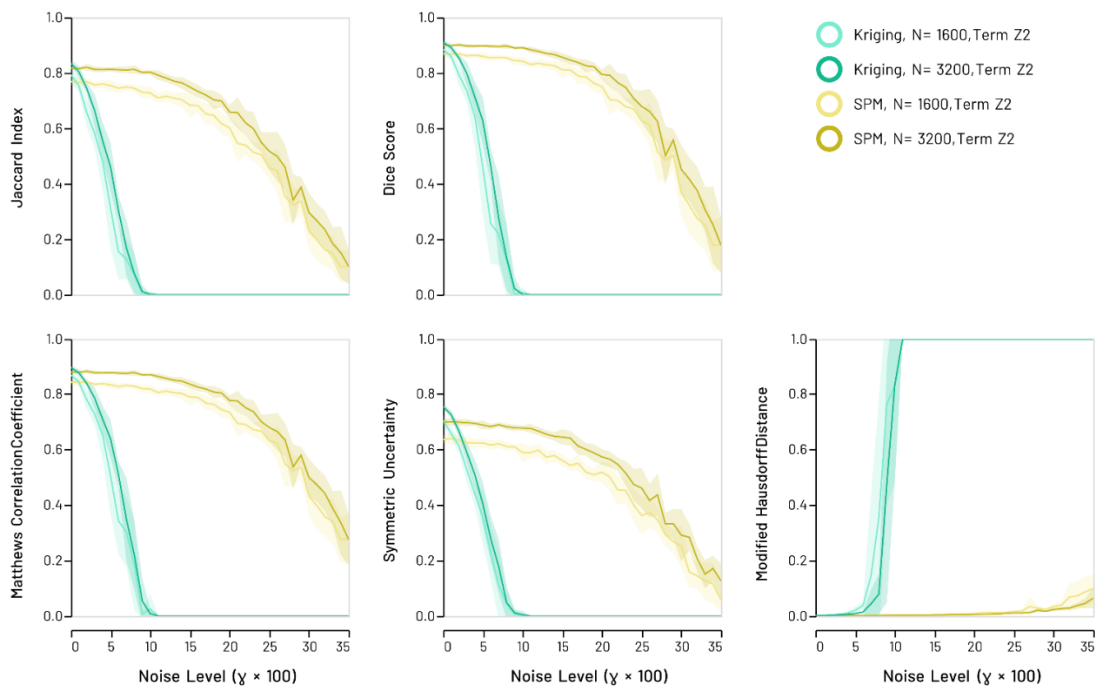 1.0
0.8
0.6
0.4
0.2
0.0
Jaccard Index
1.0
0.8
0.6
0.4
0.2
0.0
Dice Score
Kriging, N= 1600,Term Z2
Kriging, N= 3200,Term Z2
SPM, N= 1600,Term Z2
SPM, N= 3200,Term Z2
1.0
0.8
0.6
0.4
0.2
0.0
Matthews CorrelationCoefficient
0 5 10 15 20 25 30 35
Noise Level (ɣ × 100)
1.0
0.8
0.6
0.4
0.2
0.0
Symmetric Uncertainty
0 5 10 15 20 25 30 35
Noise Level (ɣ × 100)
1.0
0.8
0.6
0.4
0.2
0.0
Modified HausdorffDistance
0 5 10 15 20 25 30 35
Noise Level (ɣ × 100)